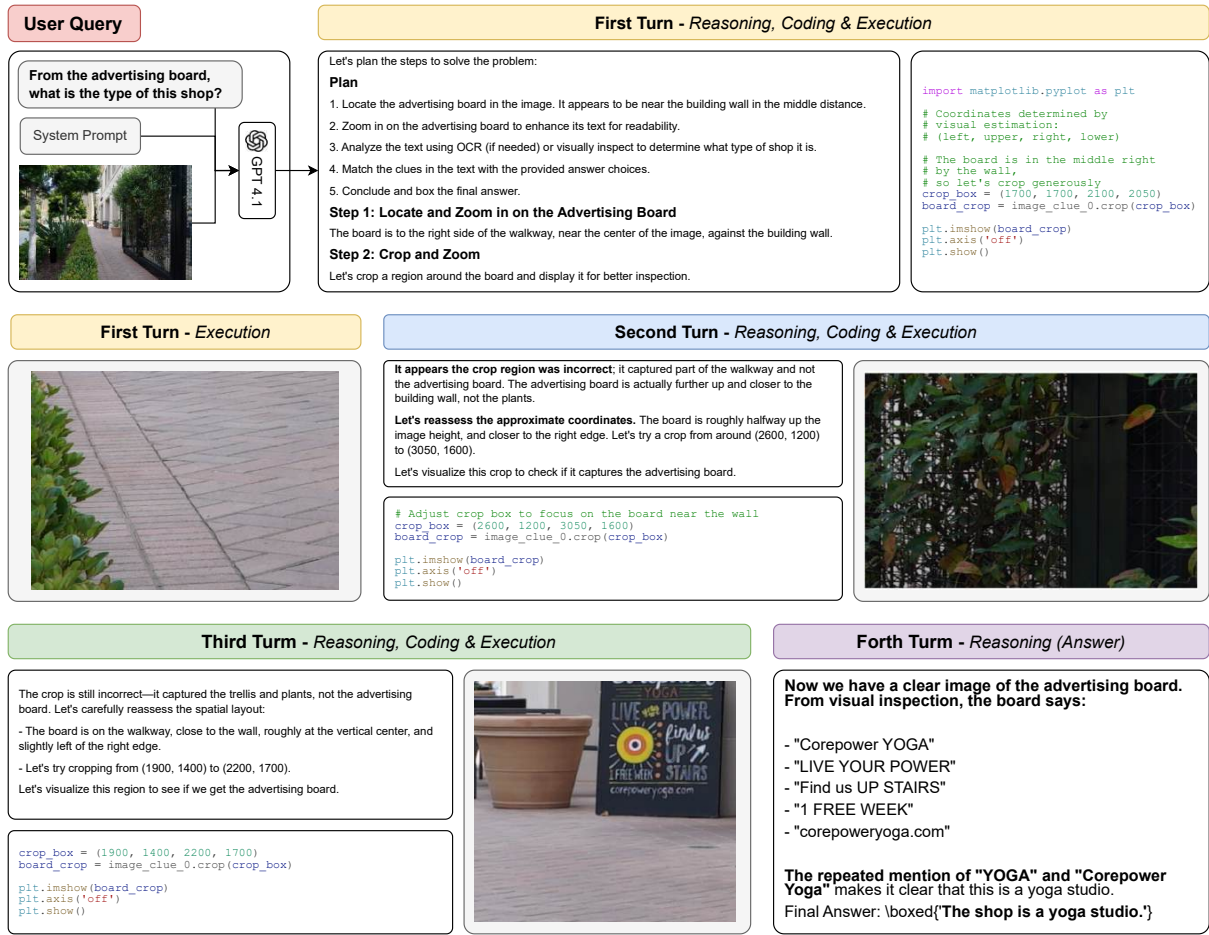 User Query
First Turn - Reasoning, Coding & Execution
From the advertising board,
what is the type of this shop?
System Prompt
GPT 4.1
Let's plan the steps to solve the problem:
Plan
1. Locate the advertising board in the image. It appears to be near the building wall in the middle distance.
2. Zoom in on the advertising board to enhance its text for readability.
3. Analyze the text using OCR (if needed) or visually inspect to determine what type of shop it is.
4. Match the clues in the text with the provided answer choices.
5. Conclude and box the final answer.
Step 1: Locate and Zoom in on the Advertising Board
The board is to the right side of the walkway, near the center of the image, against the building wall.
Step 2: Crop and Zoom
Let's crop a region around the board and display it for better inspection.
import matplotlib.pyplot as plt
# Coordinates determined by
# visual estimation:
# (left, upper, right, lower)
# The board is in the middle right
# by the wall,
# so let's crop generously
crop_box = (1700, 1700, 2100, 2050)
board_crop = image_clue_0.crop(crop_box)
plt.imshow(board_crop)
plt.axis('off')
plt.show()
First Turn - Execution
Second Turn - Reasoning, Coding & Execution
It appears the crop region was incorrect; it captured part of the walkway and not
the advertising board. The advertising board is actually further up and closer to the
building wall, not the plants.
Let's reassess the approximate coordinates. The board is roughly halfway up the
image height, and closer to the right edge. Let's try a crop from around (2600, 1200)
to (3050, 1600).
Let's visualize this crop to check if it captures the advertising board.
# Adjust crop box to focus on the board near the wall
crop_box = (2600, 1200, 3050, 1600)
board_crop = image_clue_0.crop(crop_box)
plt.imshow(board_crop)
plt.axis('off')
plt.show()
Third Turm - Reasoning, Coding & Execution
Forth Turm - Reasoning (Answer)
The crop is still incorrect—it captured the trellis and plants, not the advertising
board. Let's carefully reassess the spatial layout:
- The board is on the walkway, close to the wall, roughly at the vertical center, and
slightly left of the right edge.
- Let's try cropping from (1900, 1400) to (2200, 1700).
Let's visualize this region to see if we get the advertising board.
crop_box = (1900, 1400, 2200, 1700)
board_crop = image_clue_0.crop(crop_box)
plt.imshow(board_crop)
plt.axis('off')
plt.show()
YOGA
LIVE POWER
find us
UP
1 FREE WEEK STAIRS
corepoweryoga.com
Now we have a clear image of the advertising board.
From visual inspection, the board says:
- "Corepower YOGA"
- "LIVE YOUR POWER"
- "Find us UP STAIRS"
- "1 FREE WEEK"
- "corepoweryoga.com"
The repeated mention of "YOGA" and "Corepower
Yoga" makes it clear that this is a yoga studio.
Final Answer: \boxed{'The shop is a yoga studio.'}